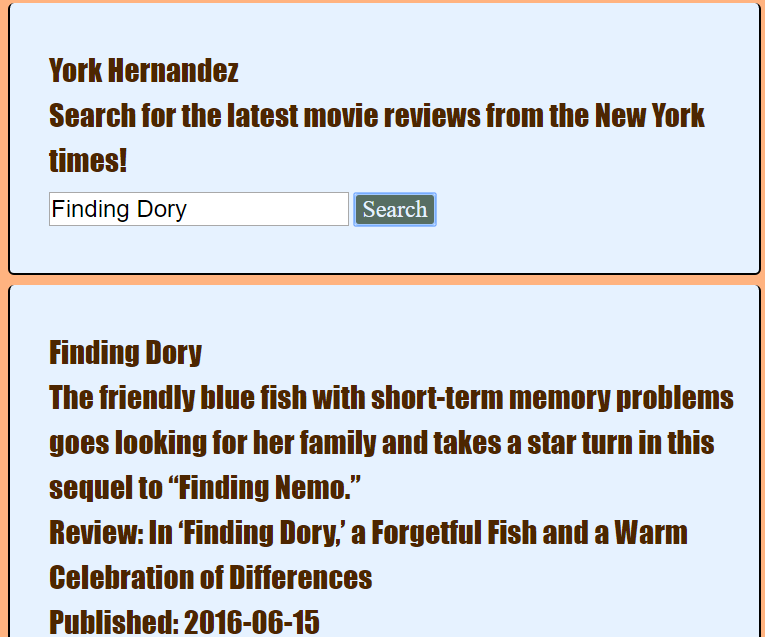 York Hernandez
Search for the latest movie reviews from the New York
times!
Finding Dory Search
Finding Dory
The friendly blue fish with short-term memory problems
goes looking for her family and takes a star turn in this
sequel to “Finding Nemo.”
Review: In ‘Finding Dory,’ a Forgetful Fish and a Warm
Celebration of Differences
Published: 2016-06-15